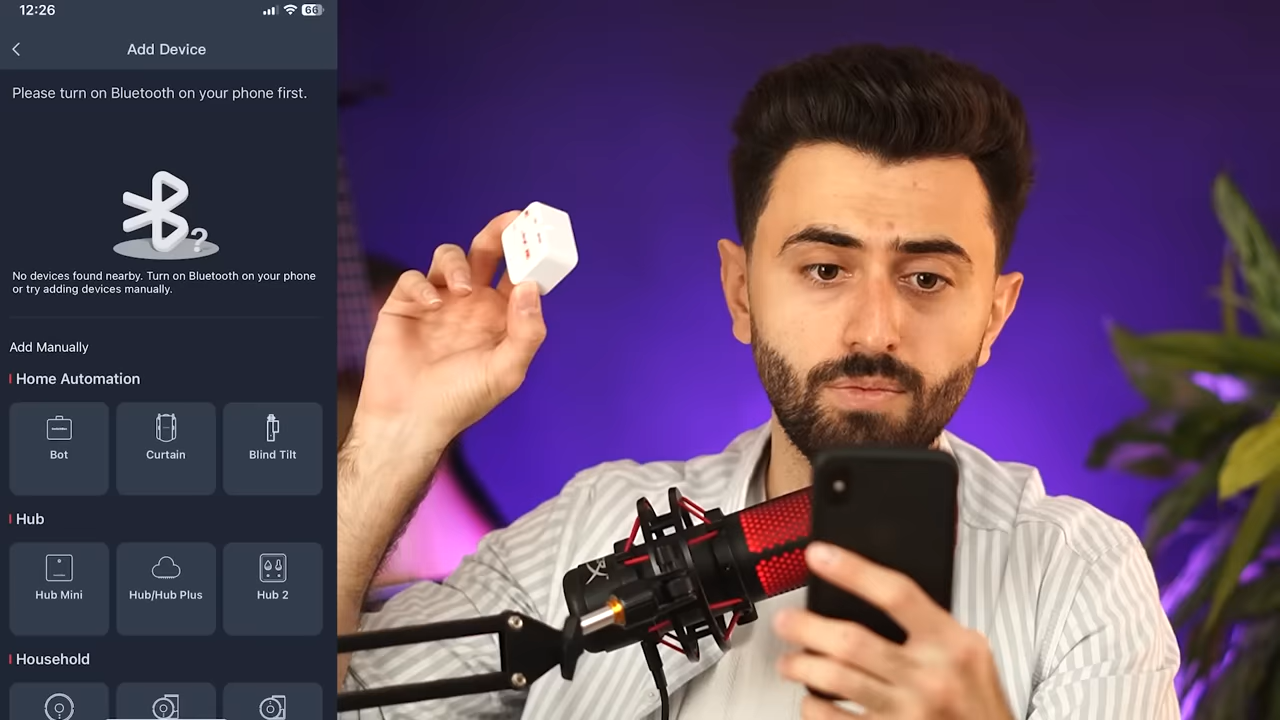 12:26
66
Add Device
Please turn on Bluetooth on your phone first.
?
No devices found nearby. Turn on Bluetooth on your phone
or try adding devices manually.
Add Manually
Home Automation
Bot
Curtain
Blind Tilt
Hub
Hub Mini
Hub/Hub Plus
Hub 2
Household